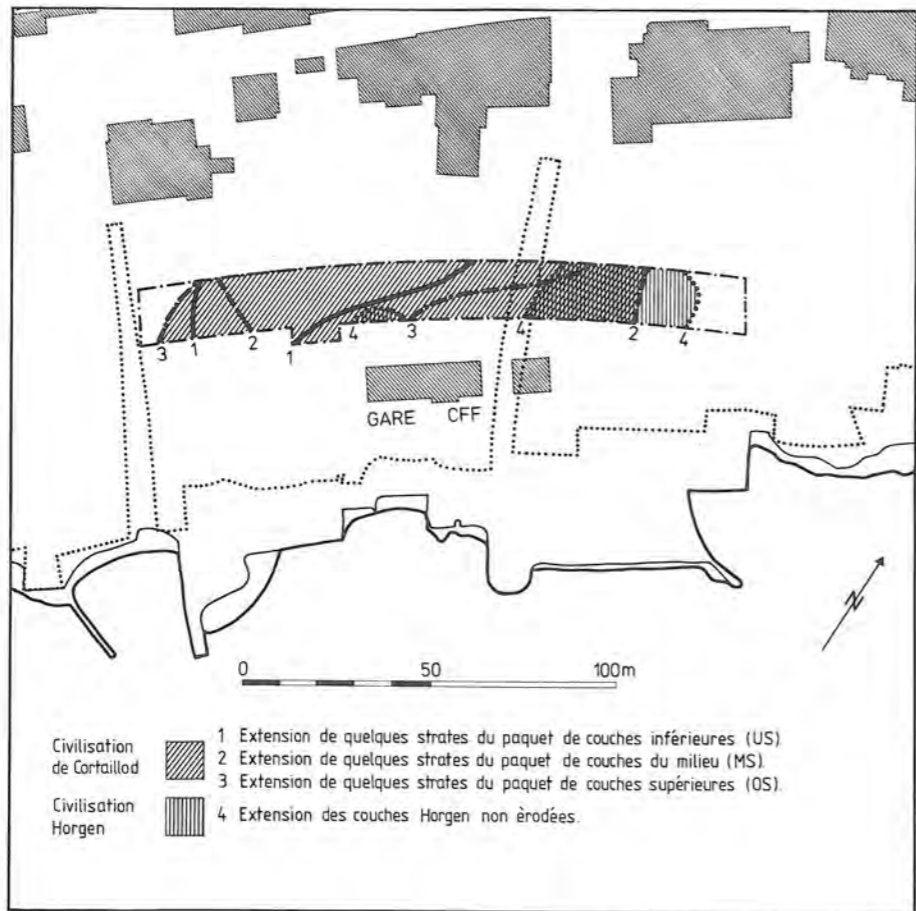 3 1 2 1 4 3 4 2 4
GARE CFF
N
0 50 100m
Civilisation
de Cortaillod
1 Extension de quelques strates du paquet de couches inférieures (US)
2 Extension de quelques strates du paquet de couches du milieu (MS).
3 Extension de quelques strates du paquet de couches supérieures (OS).
Civilisation
Horgen
4 Extension des couches Horgen non èrodées.